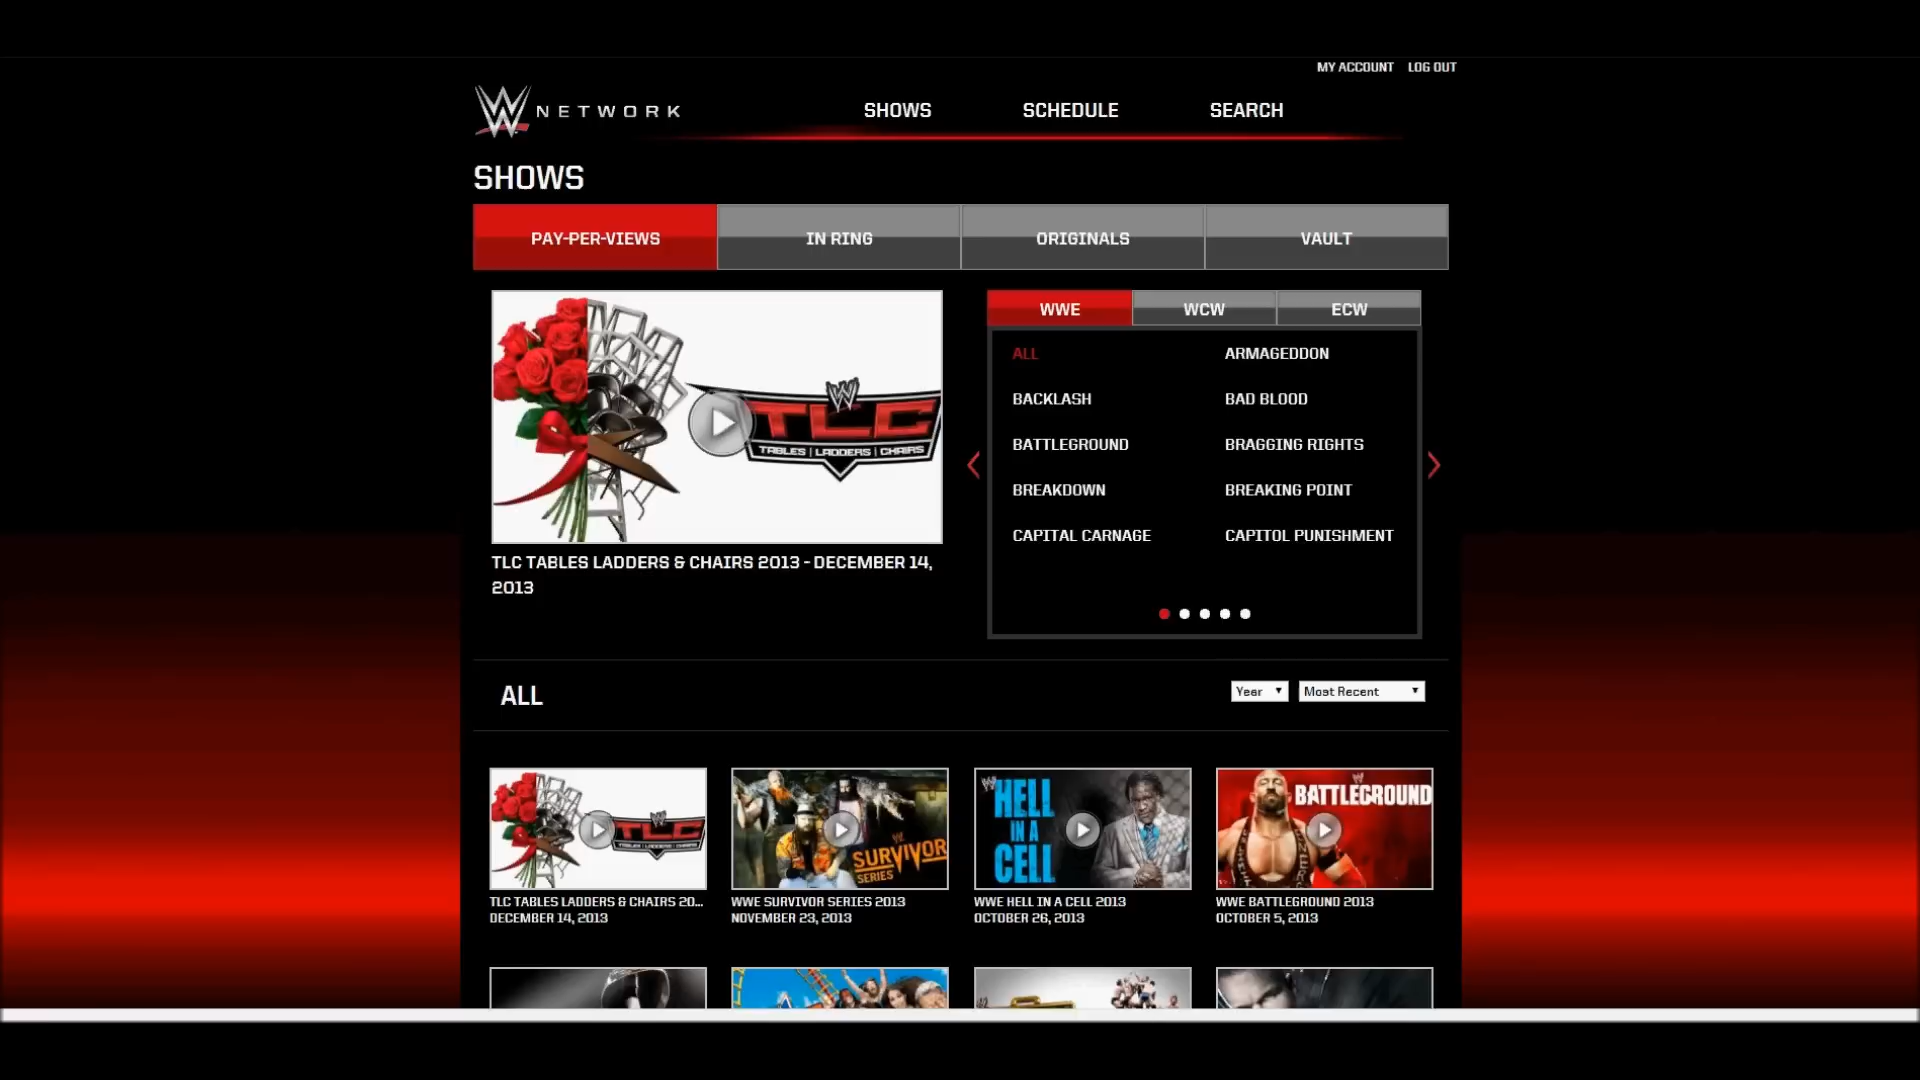 MY ACCOUNT LOG OUT
W NETWORK
SHOWS SCHEDULE SEARCH
SHOWS
PAY-PER-VIEWS IN RING ORIGINALS VAULT
WWE WCW ECW
ALL ARMAGEDDON
BACKLASH BAD BLOOD
BATTLEGROUND BRAGGING RIGHTS
BREAKDOWN BREAKING POINT
CAPITAL CARNAGE CAPITOL PUNISHMENT
W
TLC
TABLES | LADDERS | CHAIRS
TLC TABLES LADDERS & CHAIRS 2013 - DECEMBER 14,
2013
ALL
Year Most Recent
TLC
TABLES | LADDERS | CHAIRS
SURVIVOR
SERIES
HELL
IN A
CELL
BATTLEGROUND
TLC TABLES LADDERS & CHAIRS 20... WWE SURVIVOR SERIES 2013 WWE HELL IN A CELL 2013 WWE BATTLEGROUND 2013
DECEMBER 14, 2013 NOVEMBER 23, 2013 OCTOBER 26, 2013 OCTOBER 5, 2013